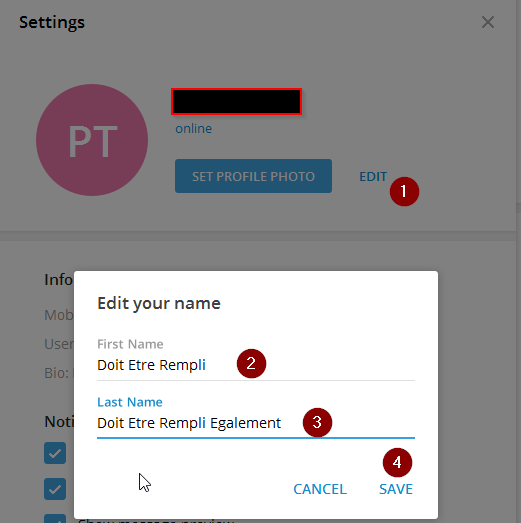 Settings
PT
online
SET PROFILE PHOTO EDIT
1
Info
Mob
User
Bio:
Edit your name
First Name
Doit Etre Rempli 2
Last Name
Doit Etre Rempli Egalement 3
Noti
4
CANCEL SAVE
Show message preview